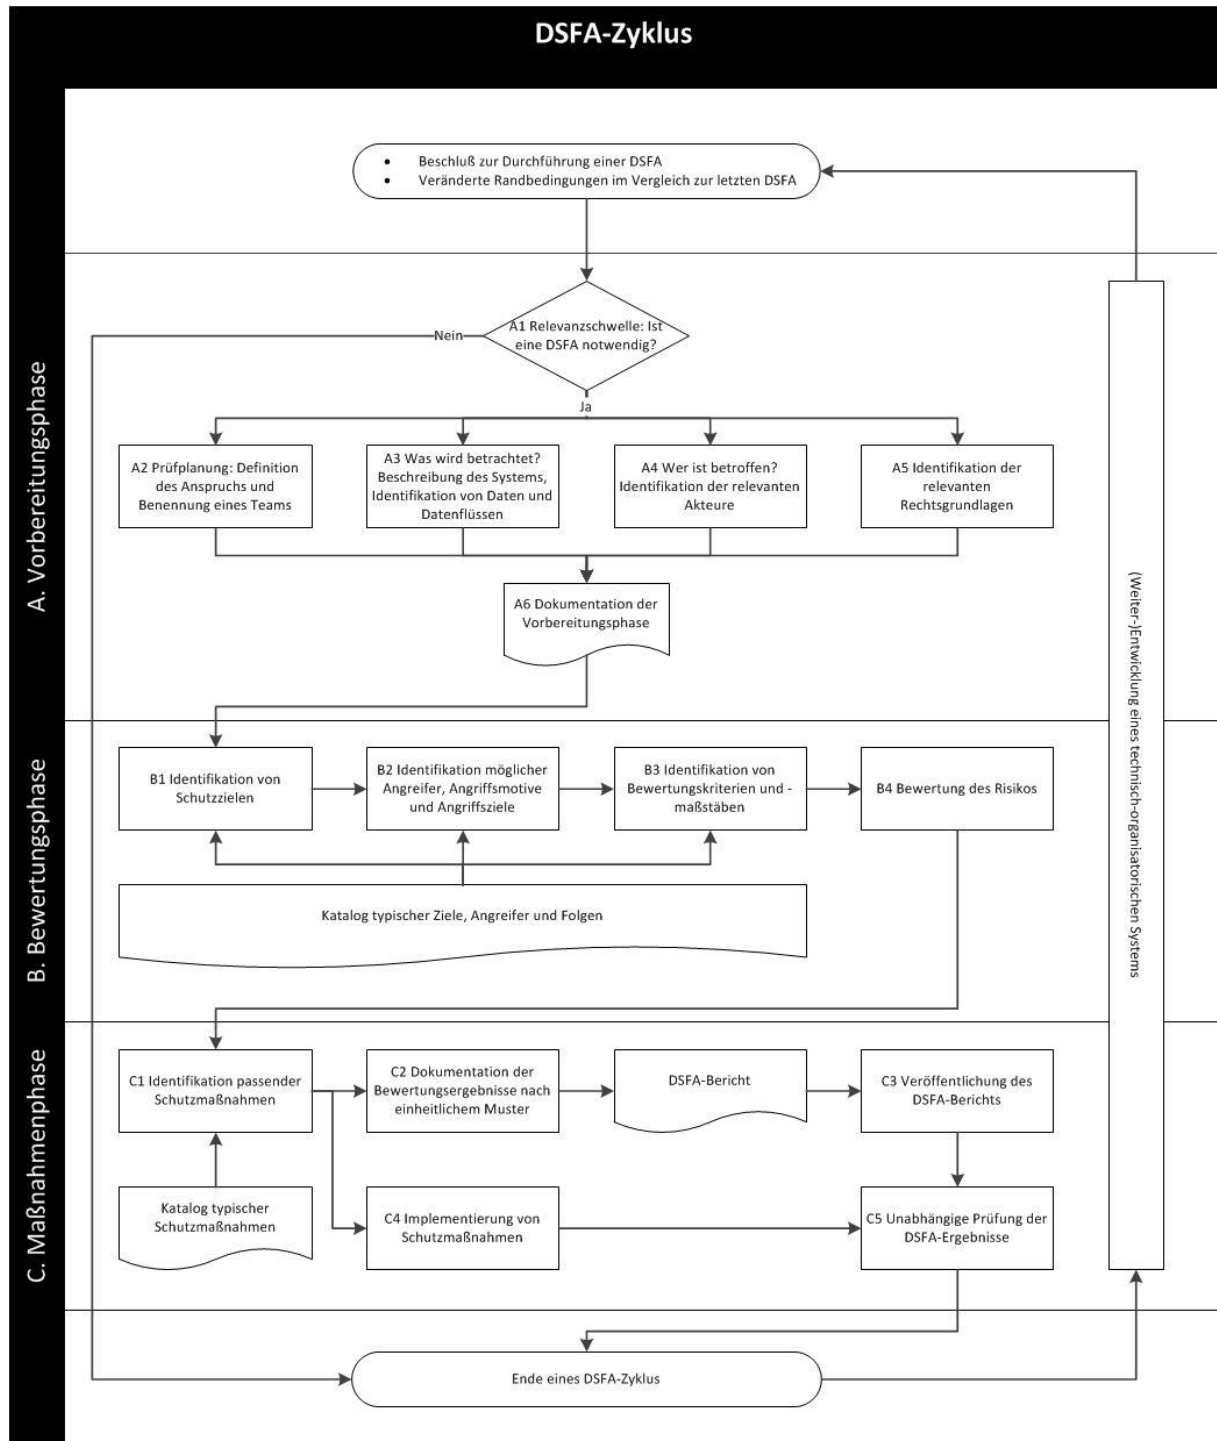 DSFA-Zyklus
• Beschluß zur Durchführung einer DSFA
• Veränderte Randbedingungen im Vergleich zur letzten DSFA
A. Vorbereitungsphase
A1 Relevanzschwelle: Ist
eine DSFA notwendig?
Nein
Ja
A2 Prüfplanung: Definition
des Anspruchs und
Benennung eines Teams
A3 Was wird betrachtet?
Beschreibung des Systems,
Identifikation von Daten und
Datenflüssen
A4 Wer ist betroffen?
Identifikation der relevanten
Akteure
A5 Identifikation der
relevanten
Rechtsgrundlagen
A6 Dokumentation der
Vorbereitungsphase
(Weiter-)Entwicklung eines technisch-organisatorischen Systems
B. Bewertungsphase
B1 Identifikation von
Schutzzielen
B2 Identifikation möglicher
Angreifer, Angriffsmotive
und Angriffsziele
B3 Identifikation von
Bewertungskriterien und -
maßstäben
B4 Bewertung des Risikos
Katalog typischer Ziele, Angreifer und Folgen
C. Maßnahmenphase
C1 Identifikation passender
Schutzmaßnahmen
C2 Dokumentation der
Bewertungsergebnisse nach
einheitlichem Muster
DSFA-Bericht
C3 Veröffentlichung des
DSFA-Berichts
Katalog typischer
Schutzmaßnahmen
C4 Implementierung von
Schutzmaßnahmen
C5 Unabhängige Prüfung der
DSFA-Ergebnisse
Ende eines DSFA-Zyklus